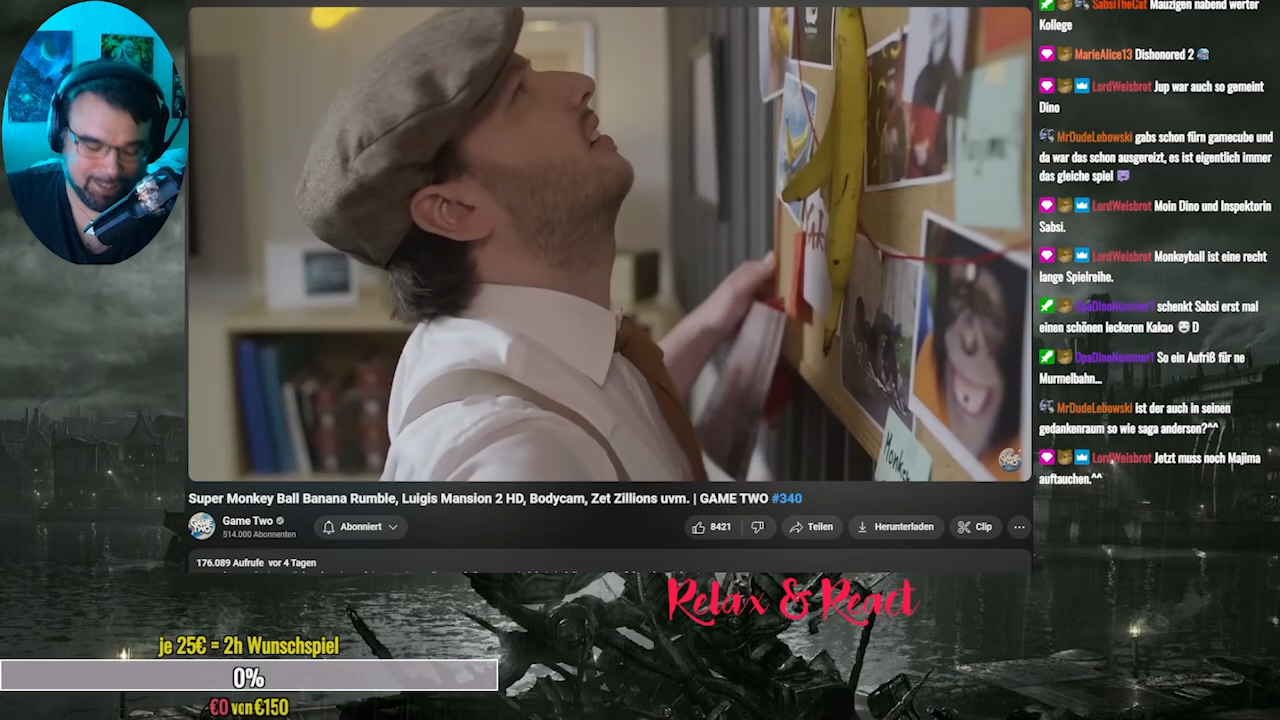 SabsiTheCat Mauzigen nabend werter
Kollege
MarieAlice13 Dishonored 2
LordWeisbrot Jup war auch so gemeint
Dino
MrDudeLebowski gabs schon fürn gamecube und
da war das schon ausgereizt, es ist eigentlich immer
das gleiche spiel
LordWeisbrot Moin Dino und Inspektorin
Sabsi.
LordWeisbrot Monkeyball ist eine recht
lange Spielreihe.
OpaDinoNummer1 schenkt Sabsi erst mal
einen schönen leckeren Kakao D
OpaDinoNummer1 So ein Aufriß für ne
Murmelbahn...
MrDudeLebowski Ist der auch in seinen
gedankenraum so wie saga anderson?^^
LordWeisbrot Jetzt muss noch Majima
auftauchen.^^
Super Monkey Ball Banana Rumble, Luigis Mansion 2 HD, Bodycam, Zet Zillions uvm. | GAME TWO #340
GAME TWO
Game Two
514.000 Abonnenten
Abonniert
8421
Teilen
Herunterladen
Clip
176.089 Aufrufe vor 4 Tagen
Relax & React
je 25€ = 2h Wunschspiel
0%
€0 von €150